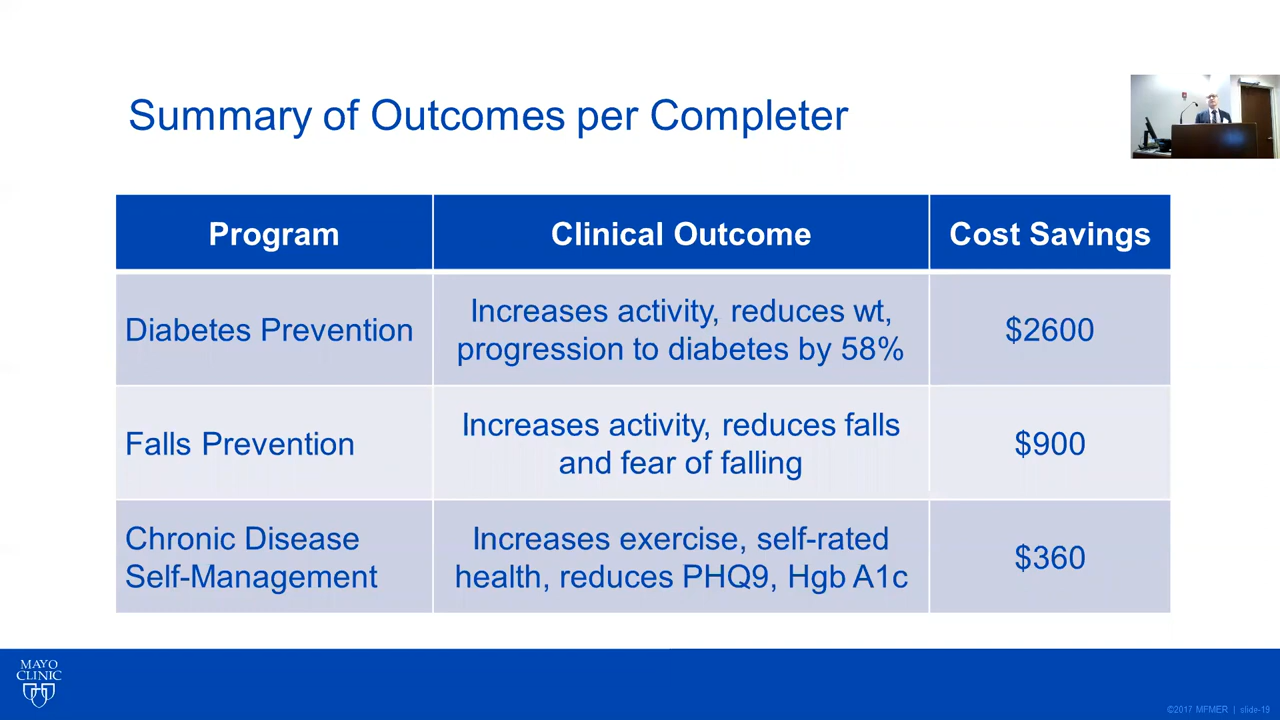 Summary of Outcomes per Completer
Program
Clinical Outcome
Cost Savings
Diabetes Prevention
Increases activity, reduces wt,
progression to diabetes by 58%
$2600
Falls Prevention
Increases activity, reduces falls
and fear of falling
$900
Chronic Disease
Self-Management
Increases exercise, self-rated
health, reduces PHQ9, Hgb A1c
$360
MAYO
CLINIC
©2017 MFMER | slide-19